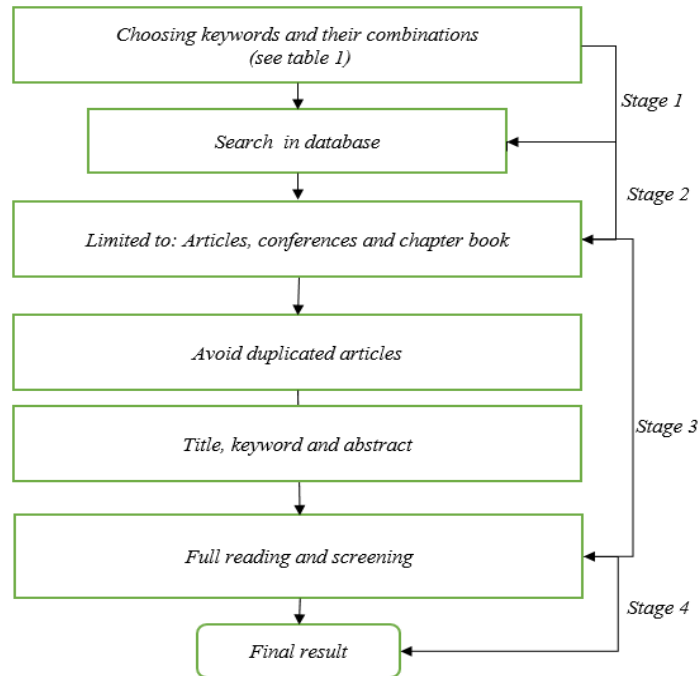 Choosing keywords and their combinations
(see table 1)
Stage 1
Search in database
Stage 2
Limited to: Articles, conferences and chapter book
Avoid duplicated articles
Title, keyword and abstract
Stage 3
Full reading and screening
Stage 4
Final result